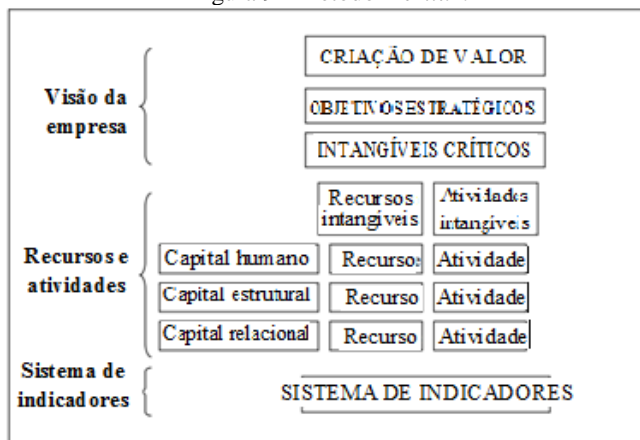 CRIAÇÃO DE VALOR
Visão da empresa
OBJETIVOS ESTRATÉGICOS
INTANGÍVEIS CRÍTICOS
Recursos intangíveis
Atividades intangíveis
Recursos e atividades
Capital humano
Recursos
Atividade
Capital estrutural
Recurso
Atividade
Capital relacional
Recurso
Atividade
Sistema de indicadores
SISTEMA DE INDICADORES